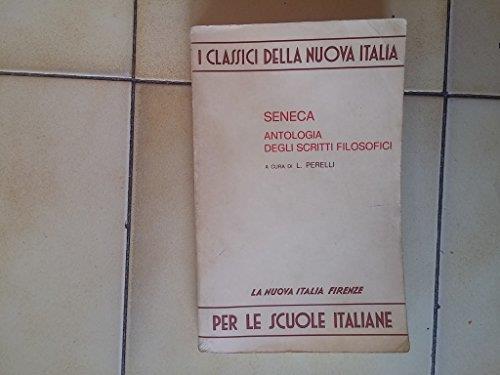 I CLASSICI DELLA NUOVA ITALIA
SENECA
ANTOLOGIA
DEGLI SCRITTI FILOSOFICI
A CURA DI L. PERELLI
LA NUOVA ITALIA FIRENZE
PER LE SCUOLE ITALIANE